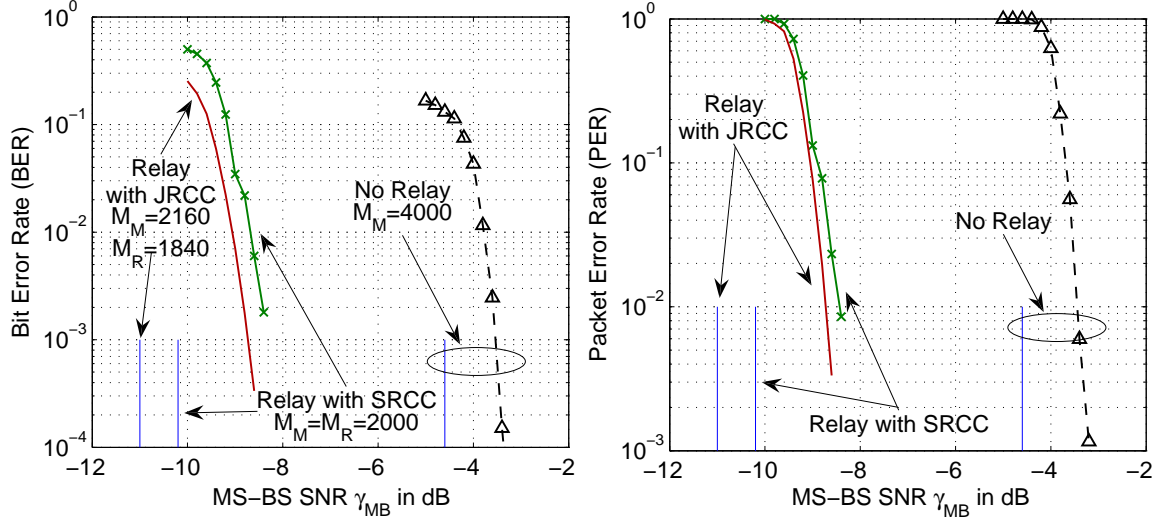 10^0
10^−1
10^−2
10^−3
10^−4
Bit Error Rate (BER)
Relay
with JRCC
M_M=2160
M_R=1840
No Relay
M_M=4000
Relay with SRCC
M_M=M_R=2000
−12 −10 −8 −6 −4 −2
MS−BS SNR γ_MB in dB
10^0
10^−1
10^−2
10^−3
Packet Error Rate (PER)
Relay
with JRCC
No Relay
Relay with SRCC
−12 −10 −8 −6 −4 −2
MS−BS SNR γ_MB in dB